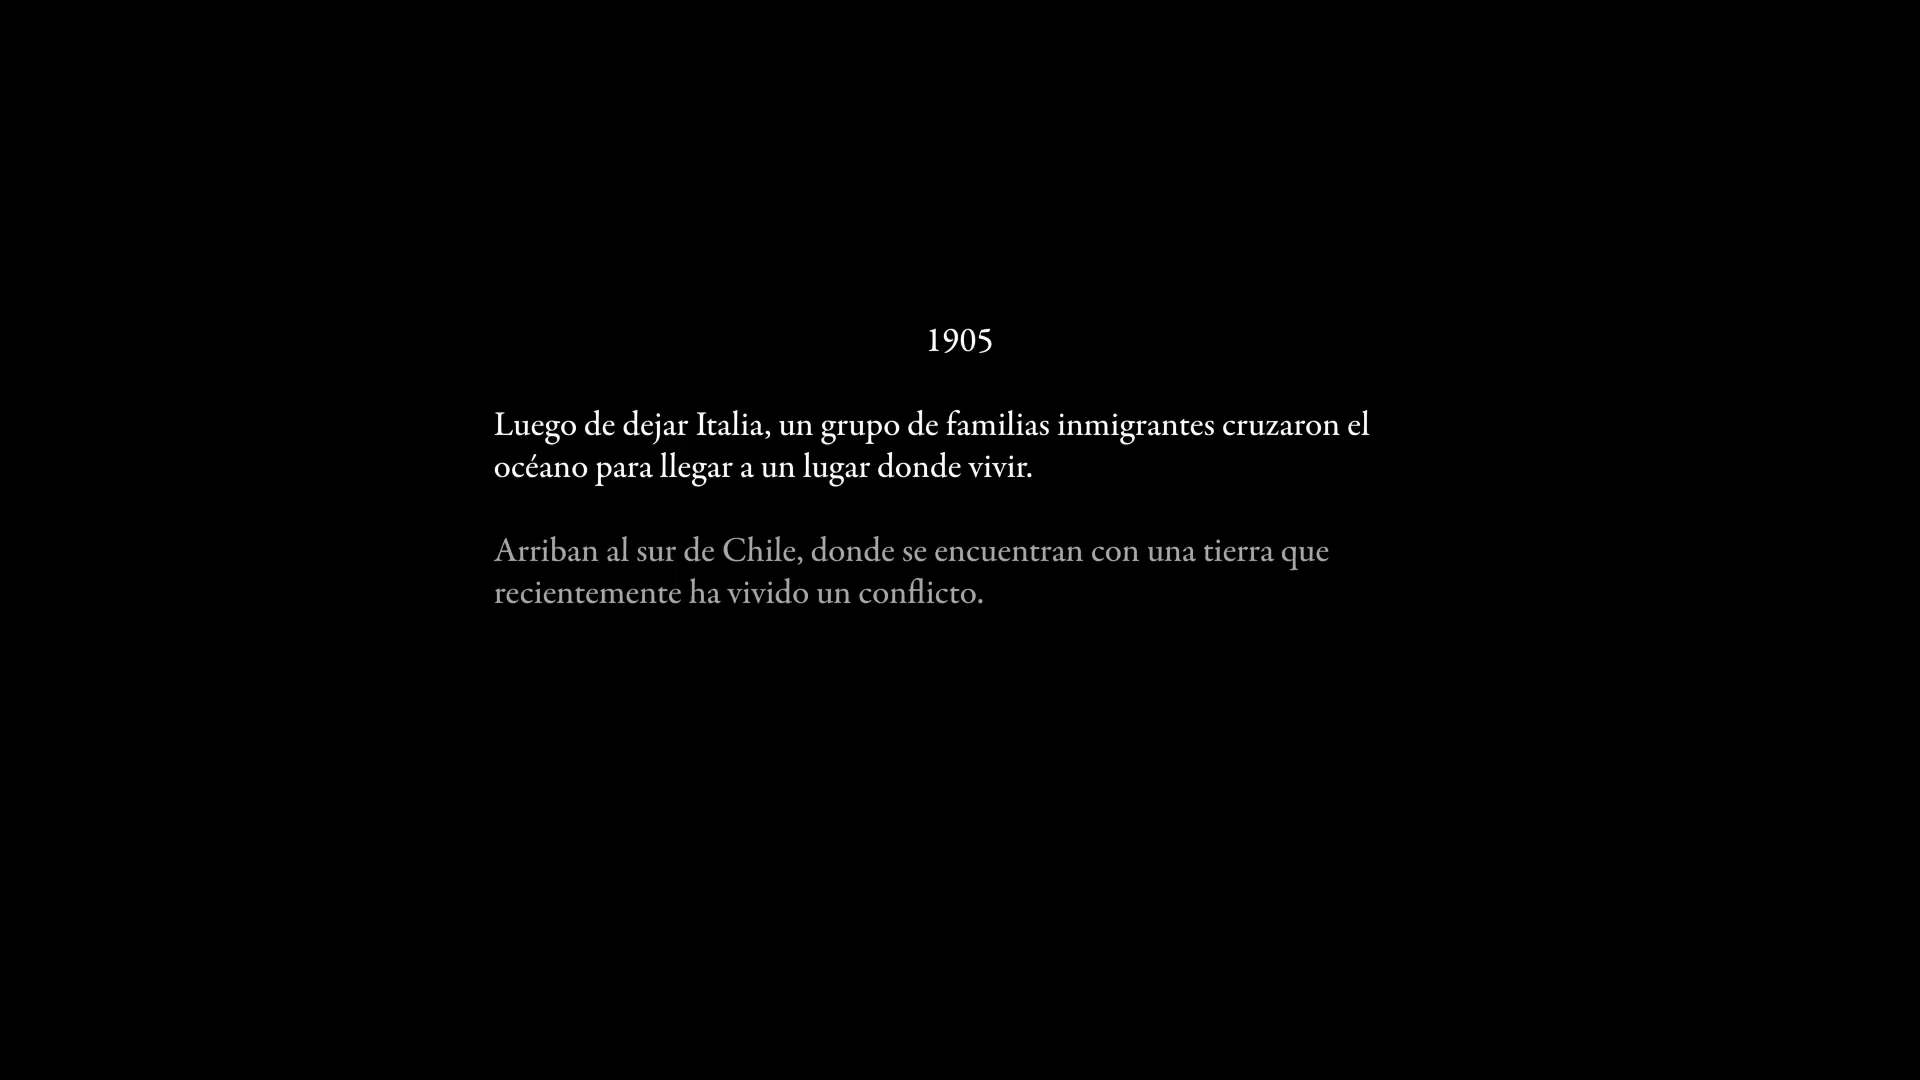 1905
Luego de dejar Italia, un grupo de familias inmigrantes cruzaron el
océano para llegar a un lugar donde vivir.
Arriban al sur de Chile, donde se encuentran con una tierra que
recientemente ha vivido un conflicto.